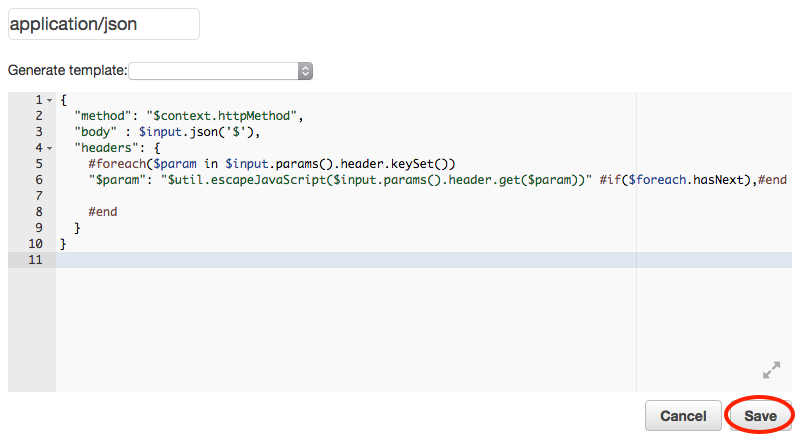 application/json
Generate template:
1 {
2   "method": "$context.httpMethod",
3   "body" : $input.json('$'),
4   "headers": {
5     #foreach($param in $input.params().header.keySet())
6     "$param": "$util.escapeJavaScript($input.params().header.get($param))" #if($foreach.hasNext),#end
7
8     #end
9   }
10 }
11
Cancel Save